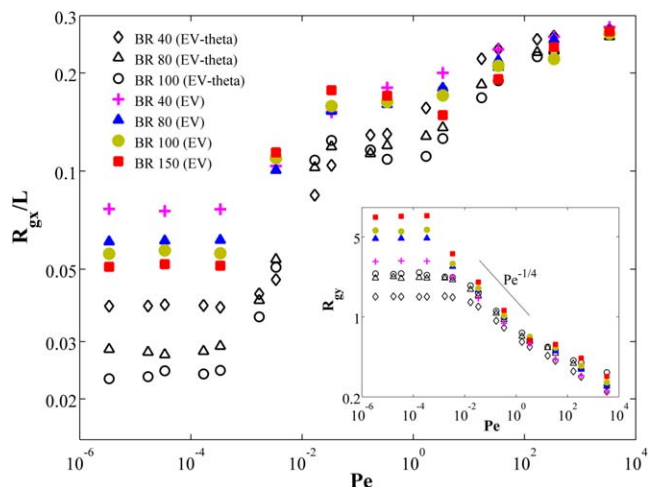 0.3
0.2
0.1
0.05
0.03
0.02
R_gx/L
BR 40 (EV-theta)
BR 80 (EV-theta)
BR 100 (EV-theta)
BR 40 (EV)
BR 80 (EV)
BR 100 (EV)
BR 150 (EV)
10^-6 10^-4 10^-2 10^0 10^2 10^4
Pe
5
1
0.2
R_gy
Pe^-1/4
10^-6 10^-4 10^-2 10^0 10^2 10^4
Pe